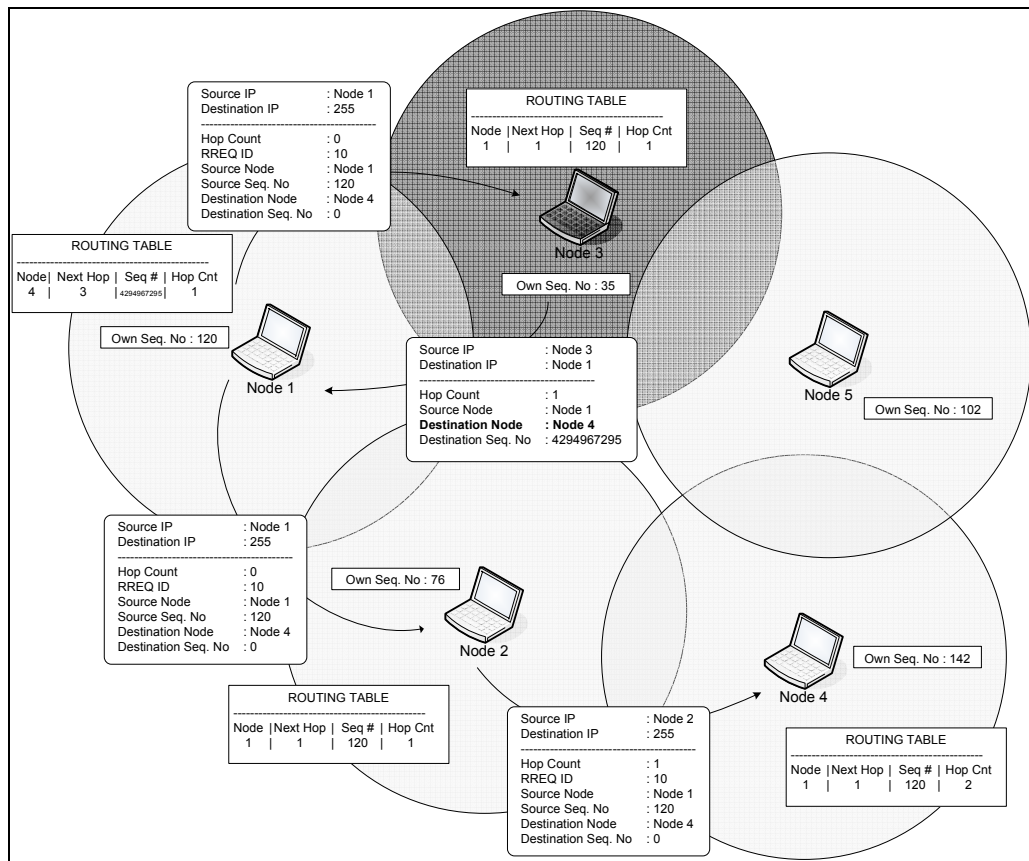 Source IP : Node 1
Destination IP : 255
------------------------------------------
Hop Count : 0
RREQ ID : 10
Source Node : Node 1
Source Seq. No : 120
Destination Node : Node 4
Destination Seq. No : 0
ROUTING TABLE
------------------------------------------
Node |Next Hop | Seq # | Hop Cnt
1 | 1 | 120 | 1
Node 3
Own Seq. No : 35
ROUTING TABLE
------------------------------------------
Node| Next Hop | Seq # | Hop Cnt
4 | 3 |4294967295| 1
Own Seq. No : 120
Node 1
Source IP : Node 3
Destination IP : Node 1
------------------------------------------
Hop Count : 1
Source Node : Node 1
Destination Node : Node 4
Destination Seq. No : 4294967295
Node 5
Own Seq. No : 102
Source IP : Node 1
Destination IP : 255
------------------------------------------
Hop Count : 0
RREQ ID : 10
Source Node : Node 1
Source Seq. No : 120
Destination Node : Node 4
Destination Seq. No : 0
Own Seq. No : 76
Node 2
Own Seq. No : 142
Node 4
ROUTING TABLE
------------------------------------------
Node |Next Hop | Seq # | Hop Cnt
1 | 1 | 120 | 1
Source IP : Node 2
Destination IP : 255
------------------------------------------
Hop Count : 1
RREQ ID : 10
Source Node : Node 1
Source Seq. No : 120
Destination Node : Node 4
Destination Seq. No : 0
ROUTING TABLE
------------------------------------------
Node |Next Hop | Seq # | Hop Cnt
1 | 1 | 120 | 2